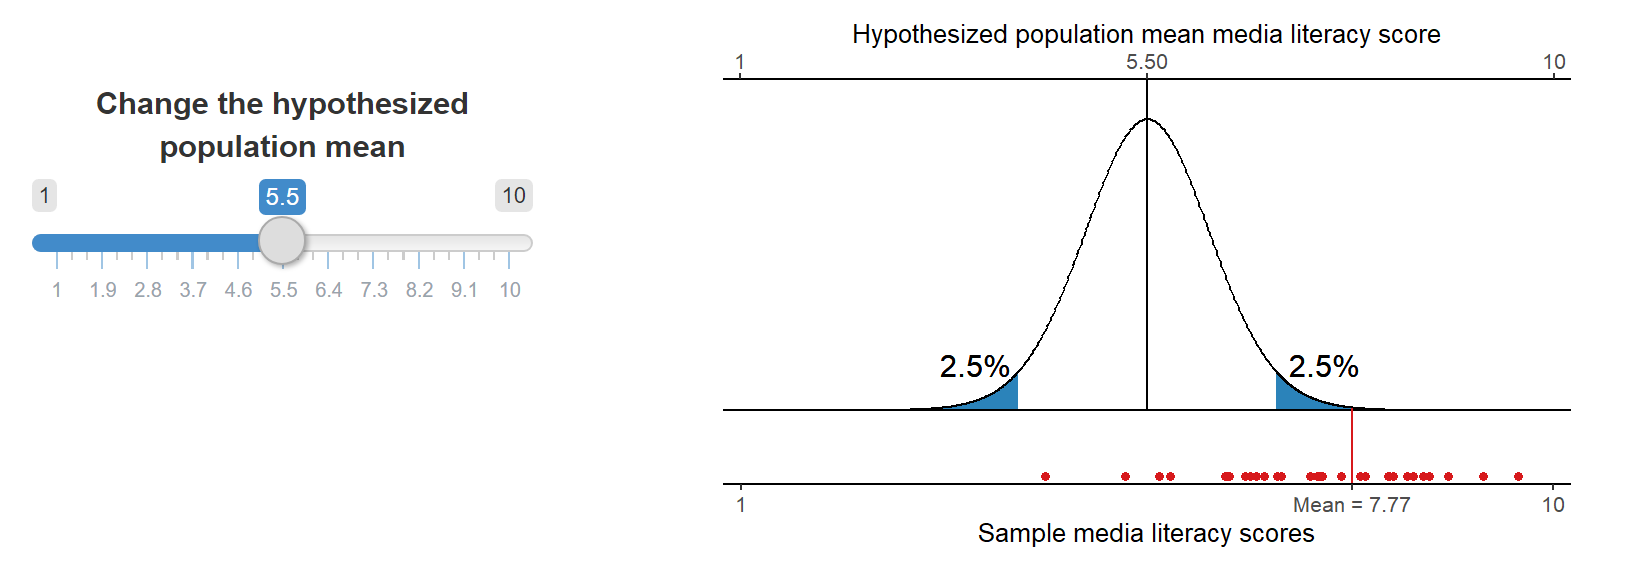 Change the hypothesized
population mean
1
5.5
10
1 1.9 2.8 3.7 4.6 5.5 6.4 7.3 8.2 9.1 10
Hypothesized population mean media literacy score
1 5.50 10
2.5% 2.5%
1 Mean = 7.77 10
Sample media literacy scores